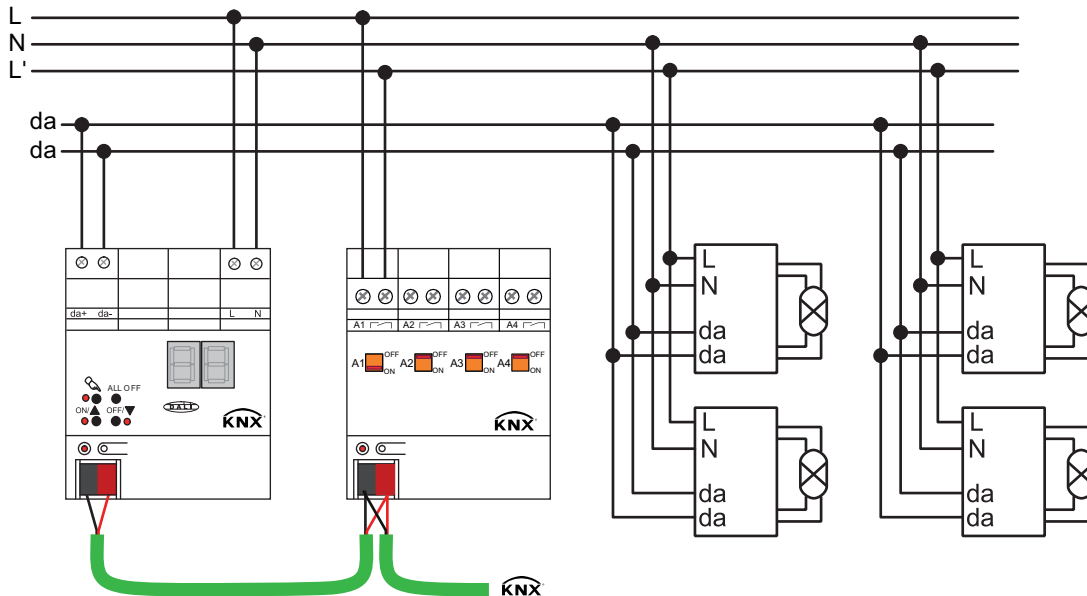 L
N
L'
da
da
da+ da- L N
ALL OFF
ON/▲ OFF/▼
DALI
KNX
A1 A2 A3 A4
A1 OFF ON A2 OFF ON A3 OFF ON A4 OFF ON
KNX
L
N
da
da
L
N
da
da
L
N
da
da
L
N
da
da
KNX